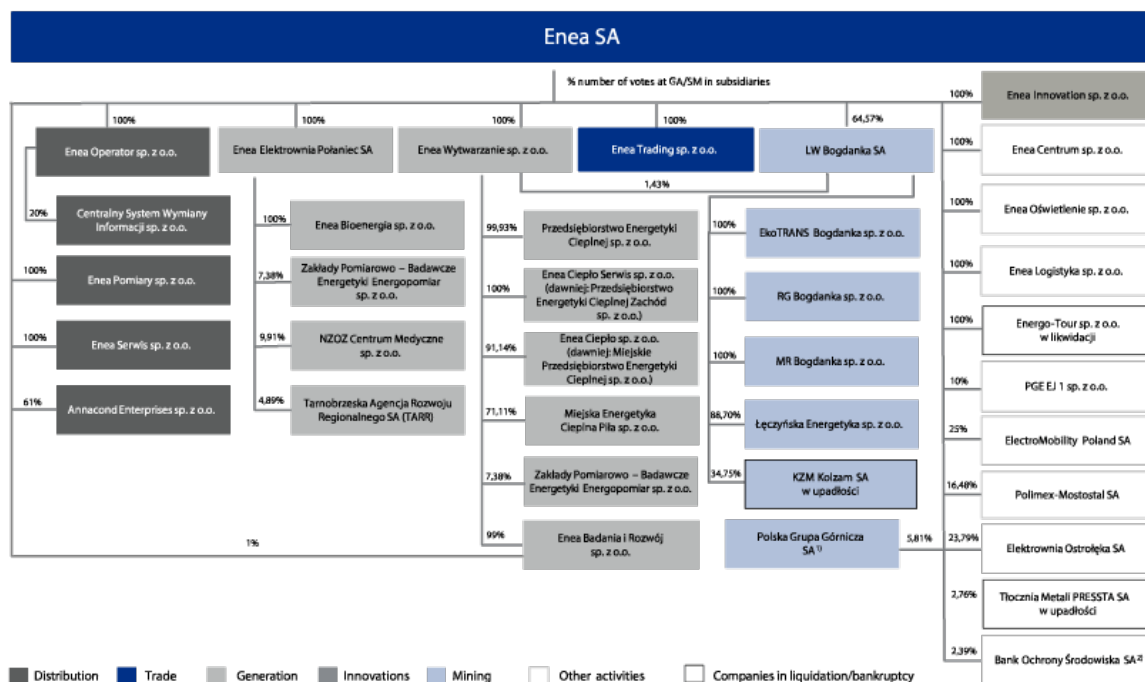 Enea SA
% number of votes at GA/SM in subsidiaries
100%
Enea Operator sp. z o.o.
100%
Enea Elektrownia Połaniec SA
100%
Enea Wytwarzanie sp. z o.o.
100%
Enea Trading sp. z o.o.
64,57%
LW Bogdanka SA
1,43%
20%
Centralny System Wymiany
Informacji sp. z o.o.
100%
Enea Pomiary sp. z o.o.
100%
Enea Serwis sp. z o.o.
61%
Annacond Enterprises sp. z o.o.
100%
Enea Bioenergia sp. z o.o.
7,38%
Zakłady Pomiarowo – Badawcze
Energetyki Energopomiar
sp. z o.o.
9,91%
NZOZ Centrum Medyczne
sp. z o.o.
4,89%
Tarnobrzeska Agencja Rozwoju
Regionalnego SA (TARR)
99,93%
Przedsiębiorstwo Energetyki
Cieplnej sp. z o.o.
100%
Enea Ciepło Serwis sp. z o.o.
(dawniej: Przedsiębiorstwo
Energetyki Cieplnej Zachód
sp. z o.o.)
91,14%
Enea Ciepło sp. z o.o.
(dawniej: Miejskie
Przedsiębiorstwo Energetyki
Cieplnej sp. z o.o.)
71,11%
Miejska Energetyka
Cieplna Piła sp. z o.o.
7,38%
Zakłady Pomiarowo – Badawcze
Energetyki Energopomiar sp. z o.o.
99%
Enea Badania i Rozwój
sp. z o.o.
1%
100%
EkoTRANS Bogdanka sp. z o.o.
100%
RG Bogdanka sp. z o.o.
100%
MR Bogdanka sp. z o.o.
88,70%
Łęczyńska Energetyka sp. z o.o.
34,75%
KZM Kolzam SA
w upadłości
Polska Grupa Górnicza
SA¹⁾
5,81%
100%
Enea Innovation sp. z o.o.
100%
Enea Centrum sp. z o.o.
100%
Enea Oświetlenie sp. z o.o.
100%
Enea Logistyka sp. z o.o.
100%
Energo-Tour sp. z o.o.
w likwidacji
10%
PGE EJ 1 sp. z o.o.
25%
ElectroMobility Poland SA
16,48%
Polimex-Mostostal SA
23,79%
Elektrownia Ostrołęka SA
2,76%
Tłocznia Metali PRESSTA SA
w upadłości
2,39%
Bank Ochrony Środowiska SA²⁾
Distribution
Trade
Generation
Innovations
Mining
Other activities
Companies in liquidation/bankruptcy